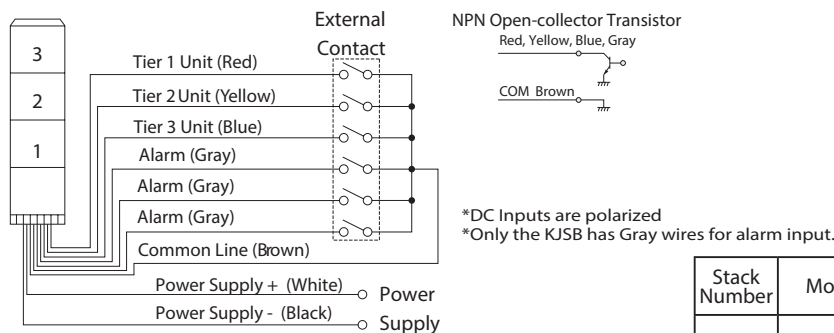 External
Contact
NPN Open-collector Transistor
Red, Yellow, Blue, Gray
COM Brown
3
2
1
Tier 1 Unit (Red)
Tier 2 Unit (Yellow)
Tier 3 Unit (Blue)
Alarm (Gray)
Alarm (Gray)
Alarm (Gray)
Common Line (Brown)
Power Supply + (White)
Power Supply - (Black)
Power
Supply
*DC Inputs are polarized
*Only the KJSB has Gray wires for alarm input.
Stack
Number